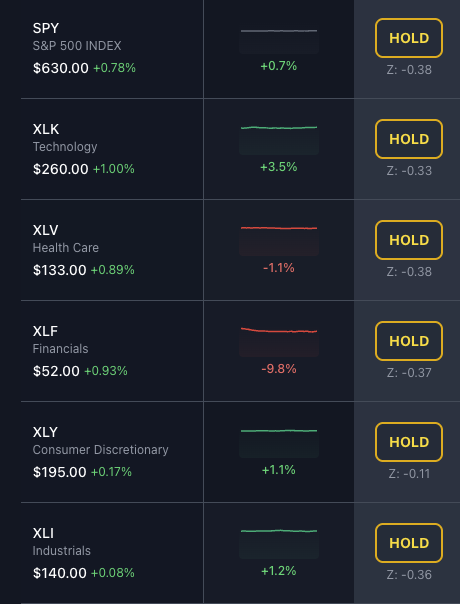 SPY
S&P 500 INDEX
$630.00 +0.78%
+0.7%
HOLD
Z: -0.38
XLK
Technology
$260.00 +1.00%
+3.5%
HOLD
Z: -0.33
XLV
Health Care
$133.00 +0.89%
-1.1%
HOLD
Z: -0.38
XLF
Financials
$52.00 +0.93%
-9.8%
HOLD
Z: -0.37
XLY
Consumer Discretionary
$195.00 +0.17%
+1.1%
HOLD
Z: -0.11
XLI
Industrials
$140.00 +0.08%
+1.2%
HOLD
Z: -0.36